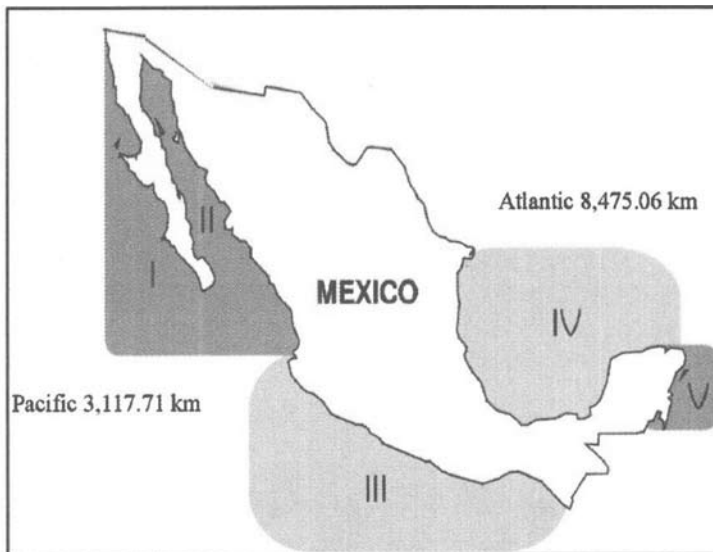 Atlantic 8,475.06 km
II
I
MEXICO
IV
V
Pacific 3,117.71 km
III